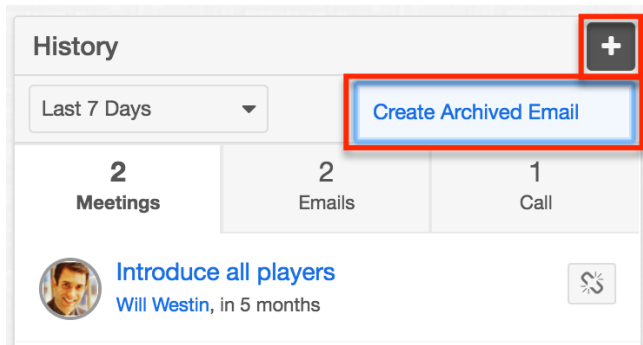 History
+
Last 7 Days
Create Archived Email
2
Meetings
2
Emails
1
Call
Introduce all players
Will Westin, in 5 months